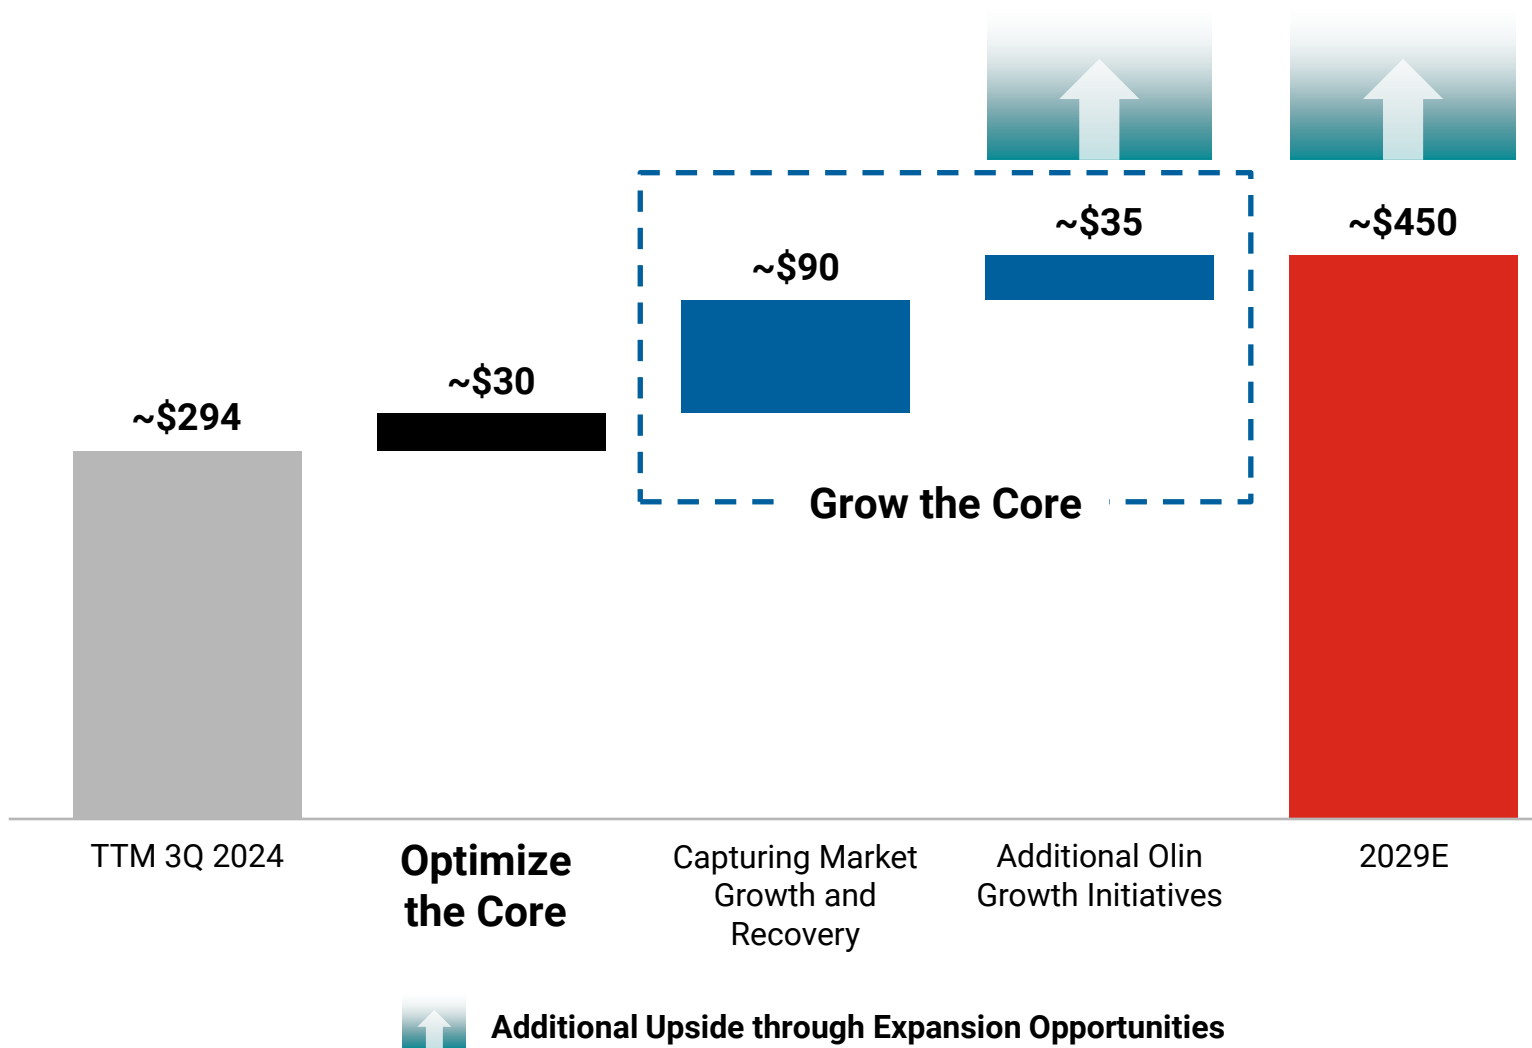 ~$294
~$30
~$90
~$35
~$450
Grow the Core
TTM 3Q 2024
Optimize
the Core
Capturing Market
Growth and
Recovery
Additional Olin
Growth Initiatives
2029E
Additional Upside through Expansion Opportunities